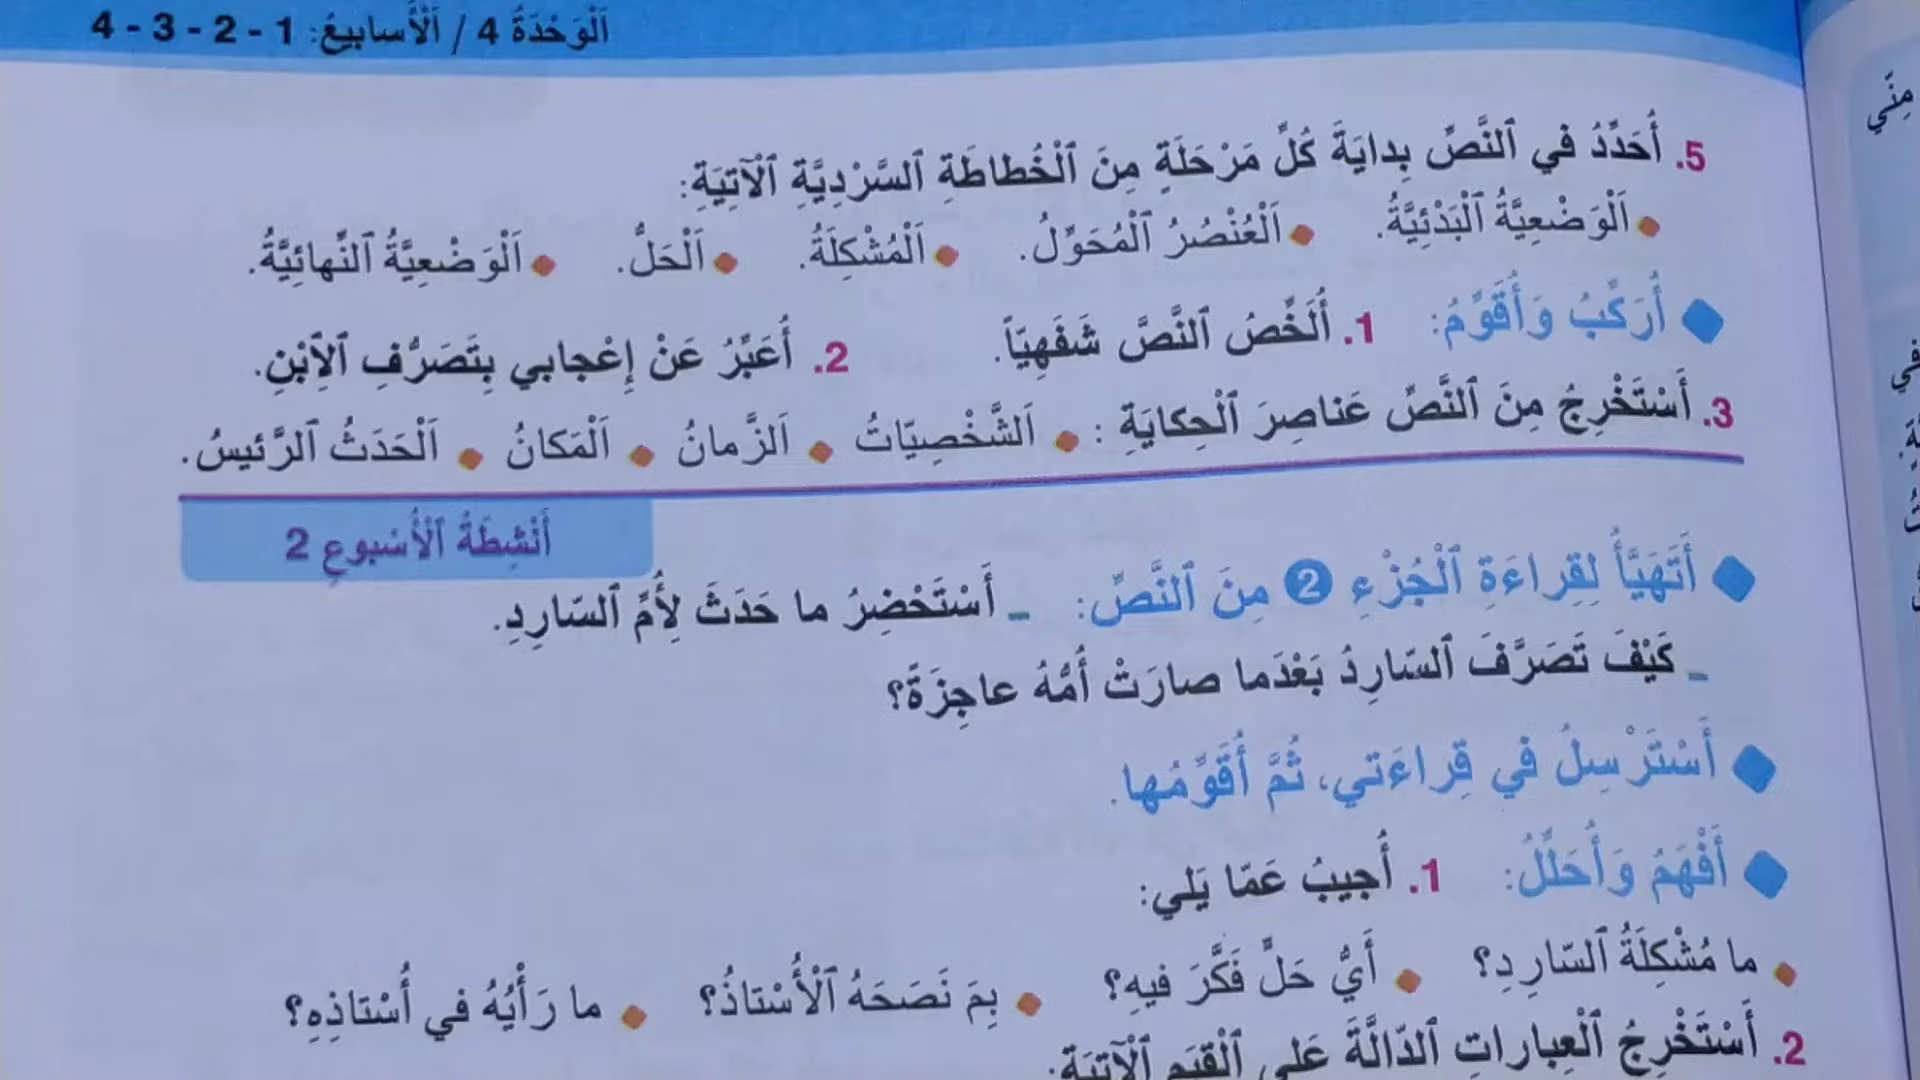 اَلْوَحْدَةُ 4 / اَلْأَسابيعُ: 1 - 2 - 3 - 4
5. أُحَدِّدُ في ٱلنَّصِّ بِدايَةَ كُلِّ مَرْحَلَةٍ مِنَ ٱلْخُطاطَةِ ٱلسَّرْدِيَّةِ ٱلْآتِيَةِ:
اَلْوَضْعِيَّةُ ٱلْبَدْئِيَّةُ. اَلْعُنْصُرُ ٱلْمُحَوِّلُ. اَلْمُشْكِلَةُ. اَلْحَلُّ. اَلْوَضْعِيَّةُ ٱلنِّهائِيَّةُ.
أُرَكِّبُ وَأُقَوِّمُ: 1. أُلَخِّصُ ٱلنَّصَّ شَفَهِيّاً. 2. أُعَبِّرُ عَنْ إِعْجابي بِتَصَرُّفِ ٱلِٱبْنِ.
3. أَسْتَخْرِجُ مِنَ ٱلنَّصِّ عَناصِرَ ٱلْحِكايَةِ : اَلشَّخْصِيّاتُ اَلزَّمانُ اَلْمَكانُ اَلْحَدَثُ ٱلرَّئيسُ.
أَنْشِطَةُ ٱلْأُسْبوعِ 2
أَتَهَيَّأُ لِقِراءَةِ ٱلْجُزْءِ 2 مِنَ ٱلنَّصِّ: - أَسْتَحْضِرُ ما حَدَثَ لِأُمِّ ٱلسّارِدِ.
- كَيْفَ تَصَرَّفَ ٱلسّارِدُ بَعْدَما صارَتْ أُمُّهُ عاجِزَةً؟
أَسْتَرْسِلُ في قِراءَتي، ثُمَّ أُقَوِّمُها.
أَفْهَمُ وَأُحَلِّلُ: 1. أُجيبُ عَمّا يَلي:
ما مُشْكِلَةُ ٱلسّارِدِ؟ أَيُّ حَلٍّ فَكَّرَ فيهِ؟ بِمَ نَصَحَهُ ٱلْأُسْتاذُ؟ ما رَأْيُهُ في أُسْتاذِهِ؟
2. أَسْتَخْرِجُ ٱلْعِباراتِ ٱلدّالَّةَ عَلى ٱلْقِيَمِ ٱلْآتِيَةِ:
مِنّي
في